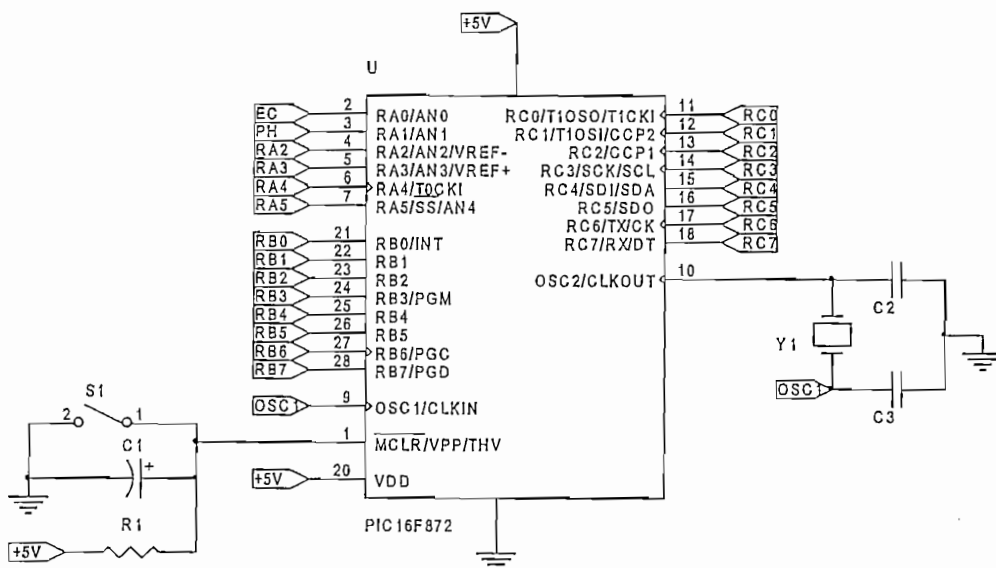 +5V
U
EC 2 RA0/AN0
PH 3 RA1/AN1
RA2 4 RA2/AN2/VREF-
RA3 5 RA3/AN3/VREF+
RA4 6 RA4/T0CKI
RA5 7 RA5/SS/AN4
RB0 21 RB0/INT
RB1 22 RB1
RB2 23 RB2
RB3 24 RB3/PGM
RB4 25 RB4
RB5 26 RB5
RB6 27 RB6/PGC
RB7 28 RB7/PGD
OSC1 9 OSC1/CLKIN
1 MCLR/VPP/THV
+5V 20 VDD
PIC16F872
RC0/T1OSO/T1CKI 11 RC0
RC1/T1OSI/CCP2 12 RC1
RC2/CCP1 13 RC2
RC3/SCK/SCL 14 RC3
RC4/SDI/SDA 15 RC4
RC5/SDO 16 RC5
RC6/TX/CK 17 RC6
RC7/RX/DT 18 RC7
OSC2/CLKOUT 10
C2
Y1
OSC1
C3
S1
2 1
C1
+
R1
+5V